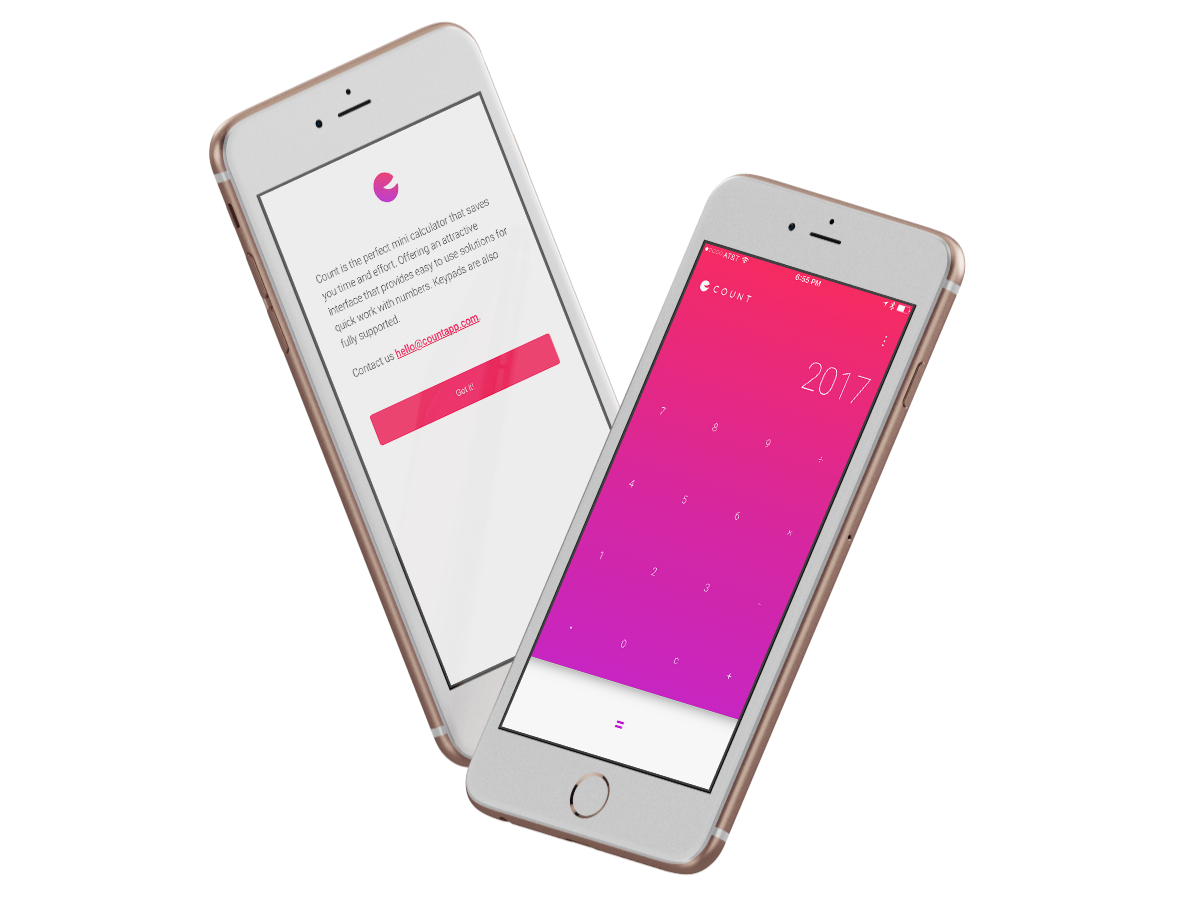 Count is the perfect mini calculator that saves
you time and effort. Offering an attractive
interface that provides easy to use solutions for
quick work with numbers. Keypads are also
fully supported.
Contact us hello@countapp.com.
Got it!
AT&T
6:55 PM
COUNT
2017
7 8 9 ÷
4 5 6 ×
1 2 3 -
. 0 C +
=